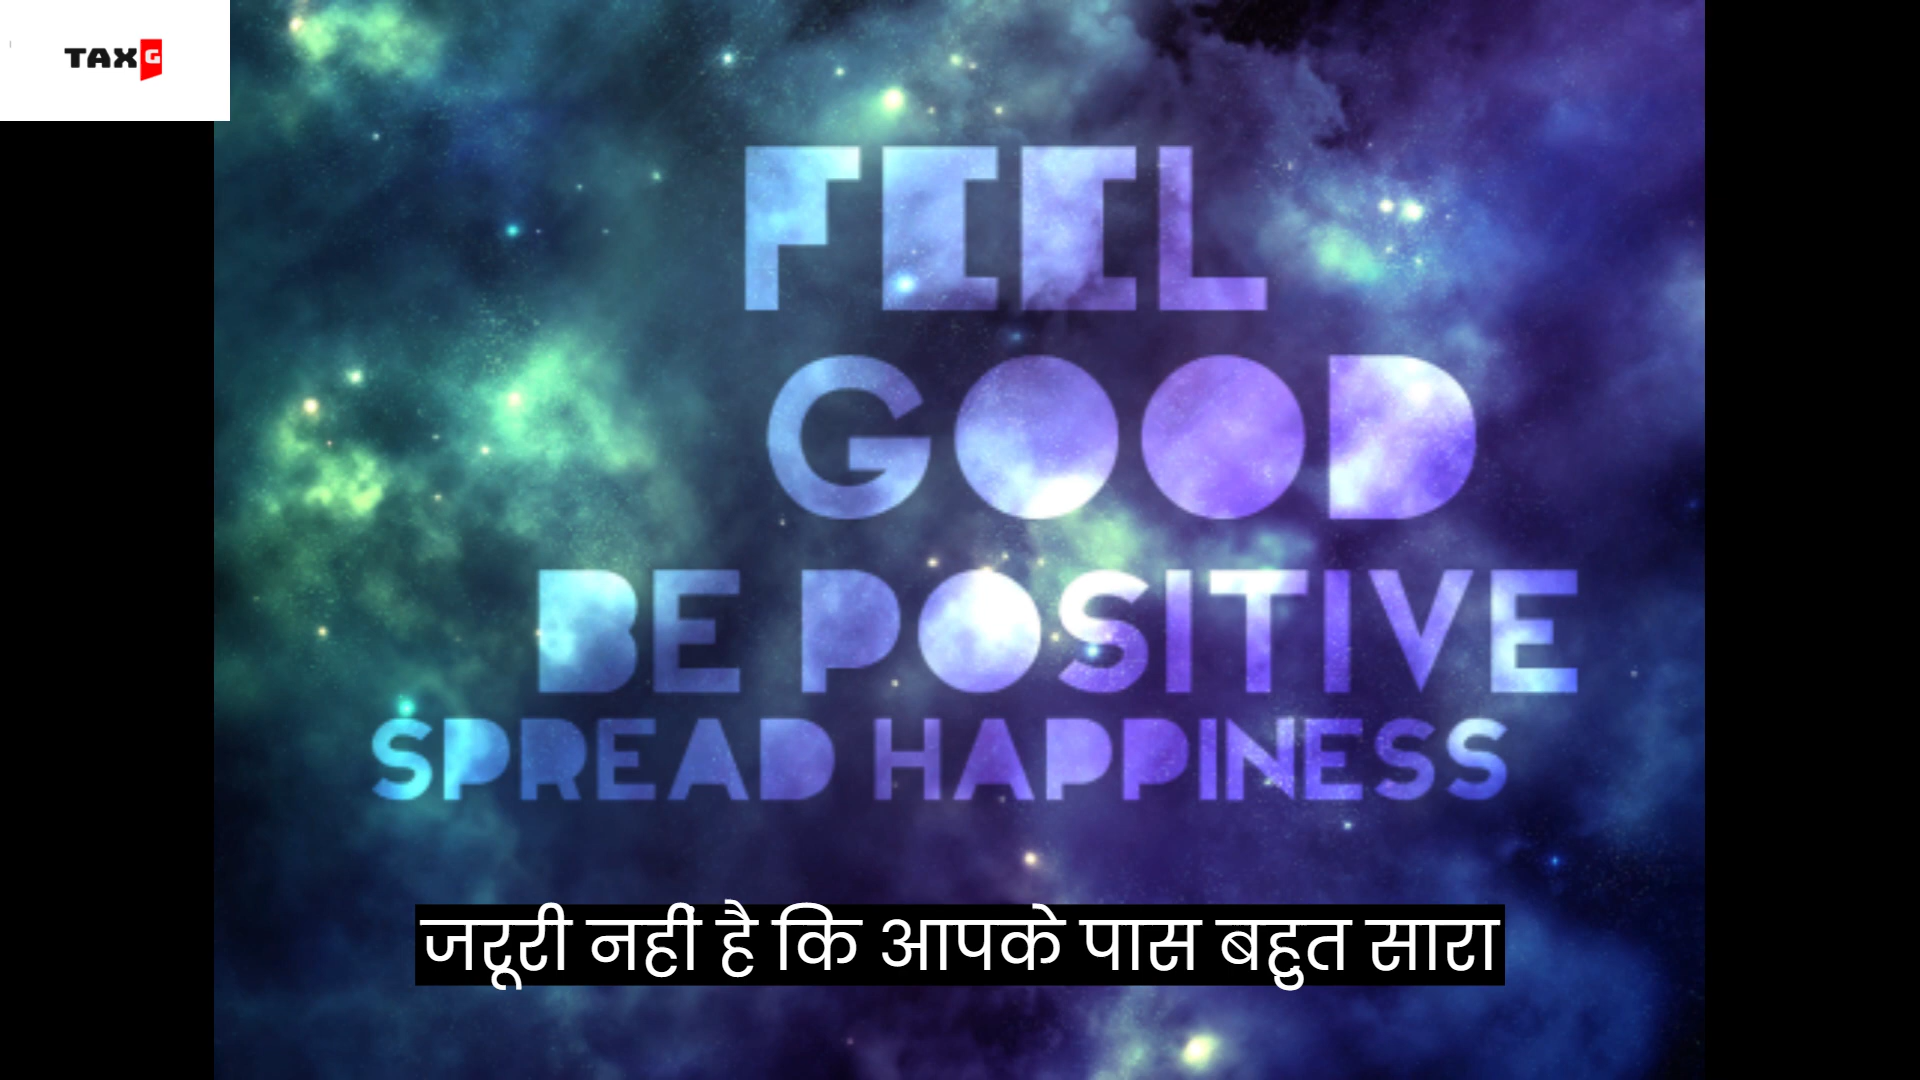 TAXG
FEEL
GOOD
BE POSITIVE
SPREAD HAPPINESS
जरूरी नहीं है कि आपके पास बहुत सारा